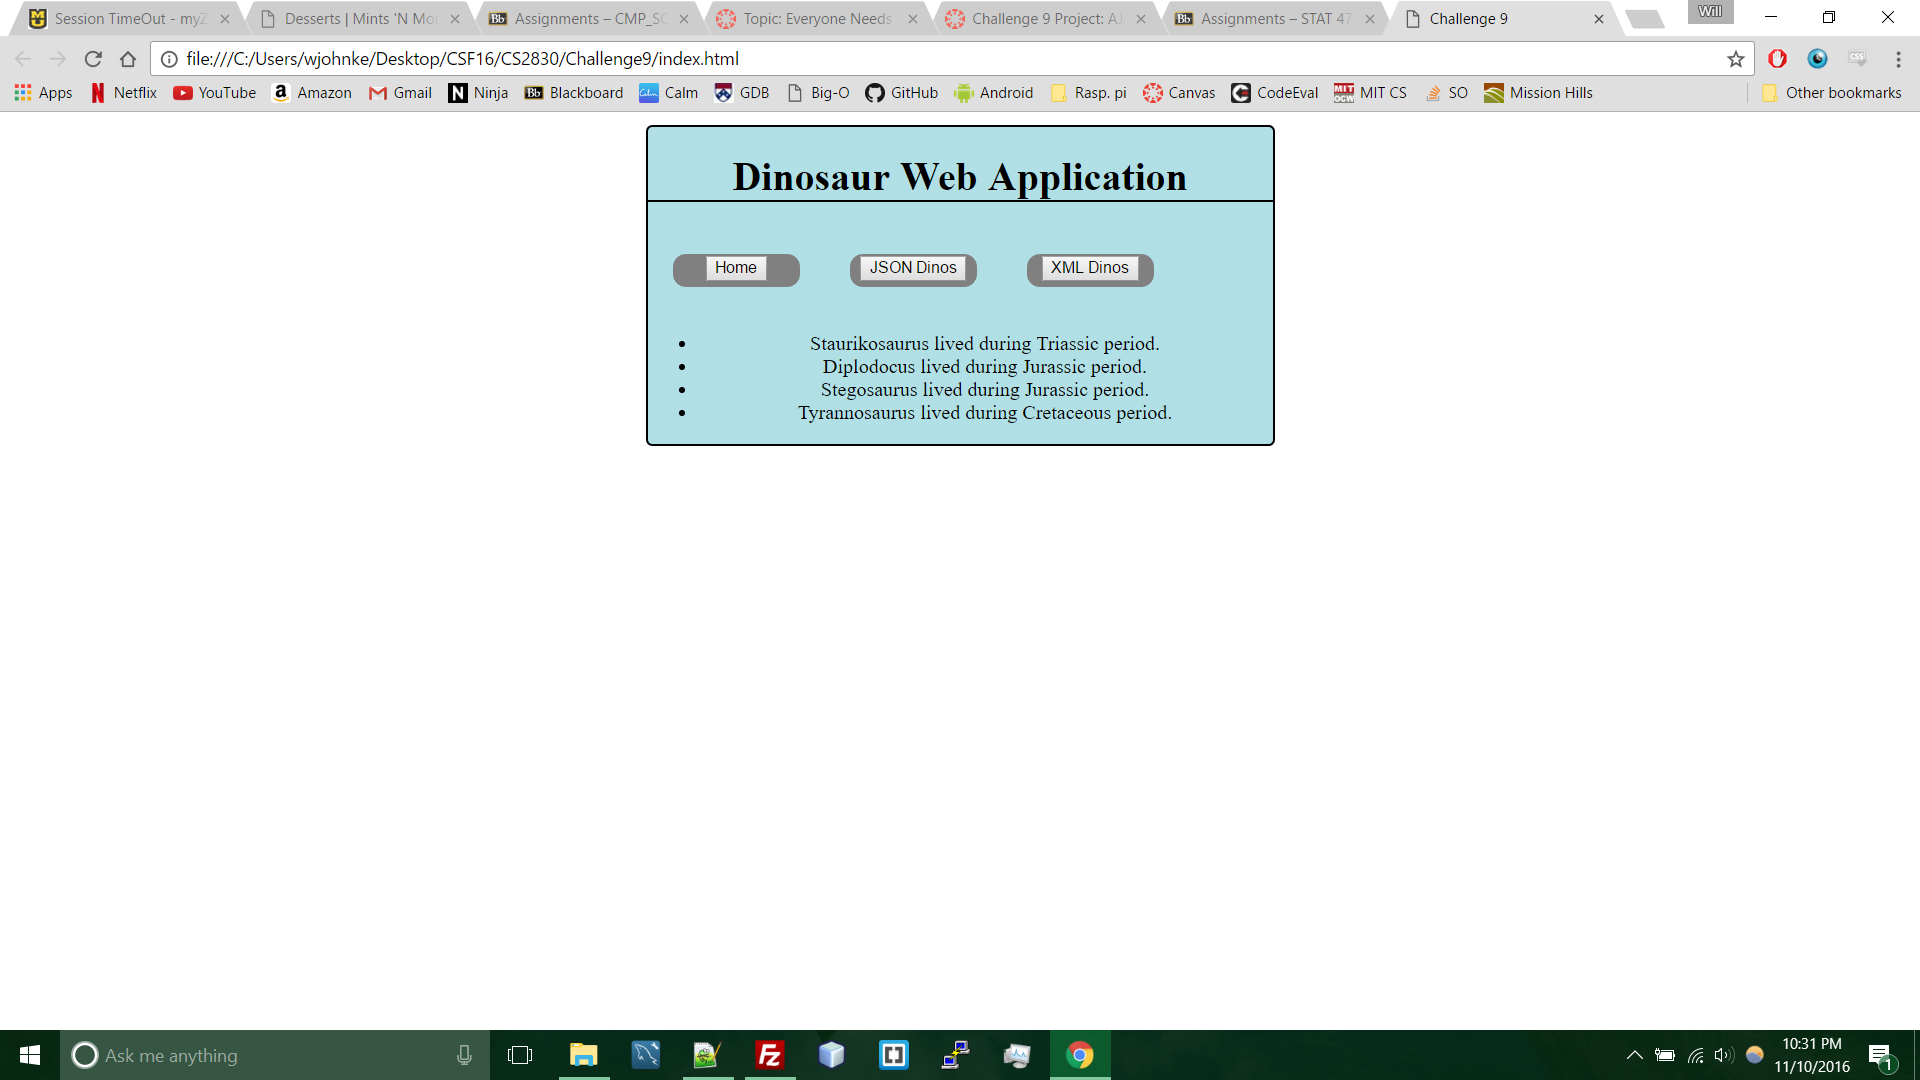 Session TimeOut - myZ
Desserts | Mints 'N Mo
Assignments – CMP_SC
Topic: Everyone Needs
Challenge 9 Project: AJ
Assignments – STAT 47
Challenge 9
Will
file:///C:/Users/wjohnke/Desktop/CSF16/CS2830/Challenge9/index.html
Apps Netflix YouTube Amazon Gmail Ninja Blackboard Calm GDB Big-O GitHub Android Rasp. pi Canvas CodeEval MIT CS SO Mission Hills Other bookmarks
Dinosaur Web Application
Home JSON Dinos XML Dinos
Staurikosaurus lived during Triassic period.
Diplodocus lived during Jurassic period.
Stegosaurus lived during Jurassic period.
Tyrannosaurus lived during Cretaceous period.
Ask me anything
10:31 PM
11/10/2016
1